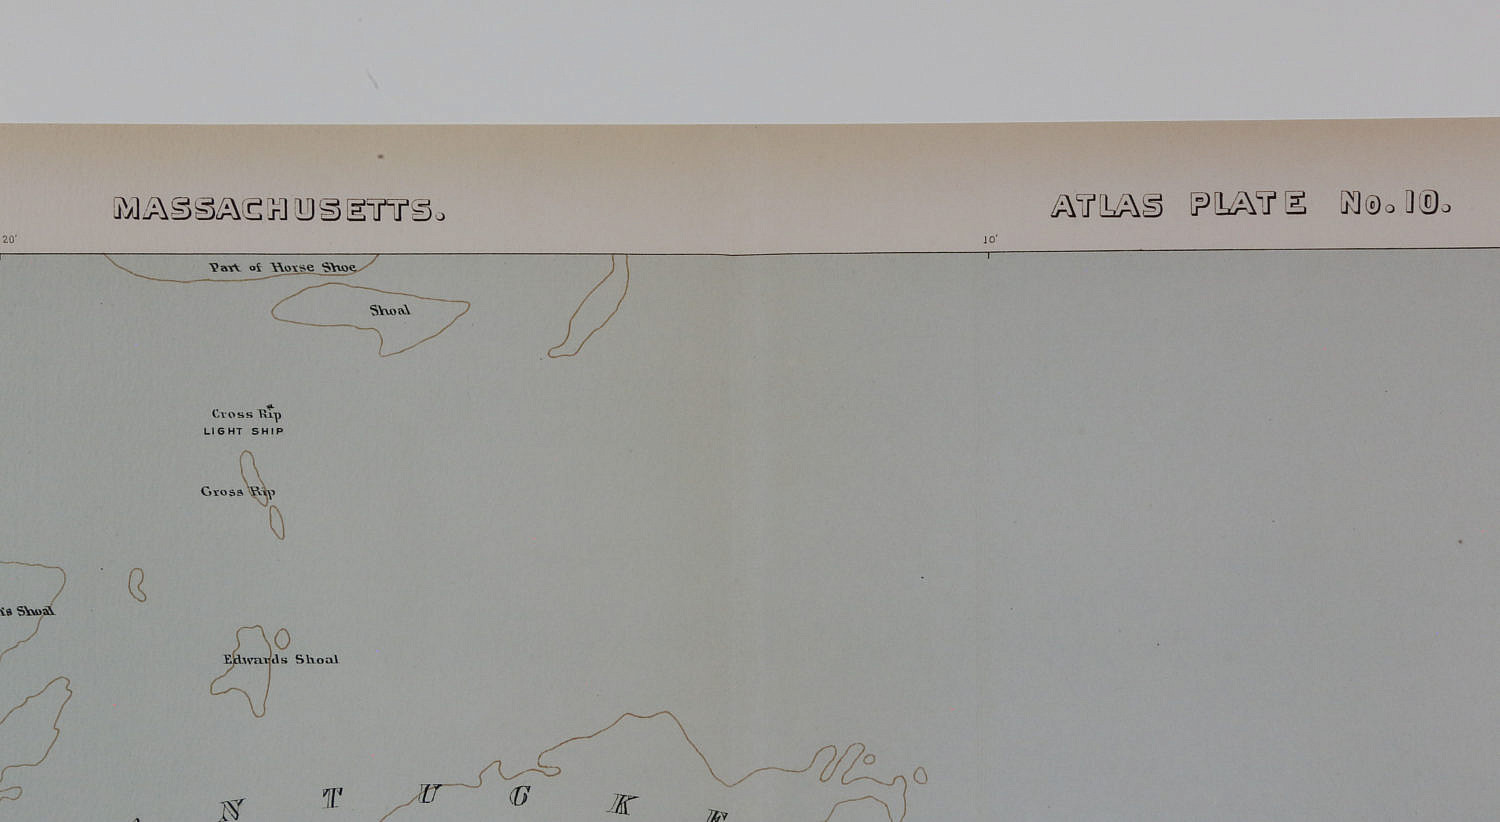 MASSACHUSETTS.
ATLAS PLATE No. 10.
20'
10'
Part of Horse Shoe
Shoal
Cross Rip
LIGHT SHIP
Cross Rip
Shoal
Edwards Shoal
N T U C K E